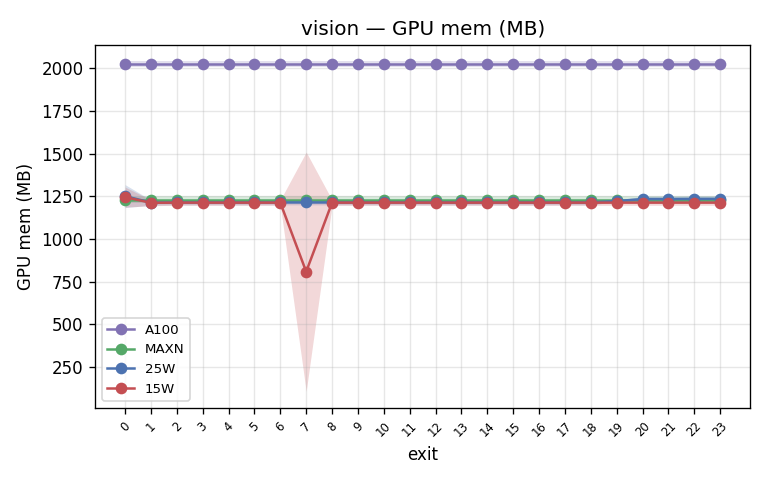 vision — GPU mem (MB)
GPU mem (MB)
2000
1750
1500
1250
1000
750
500
250
A100
MAXN
25W
15W
0 1 2 3 4 5 6 7 8 9 10 11 12 13 14 15 16 17 18 19 20 21 22 23
exit